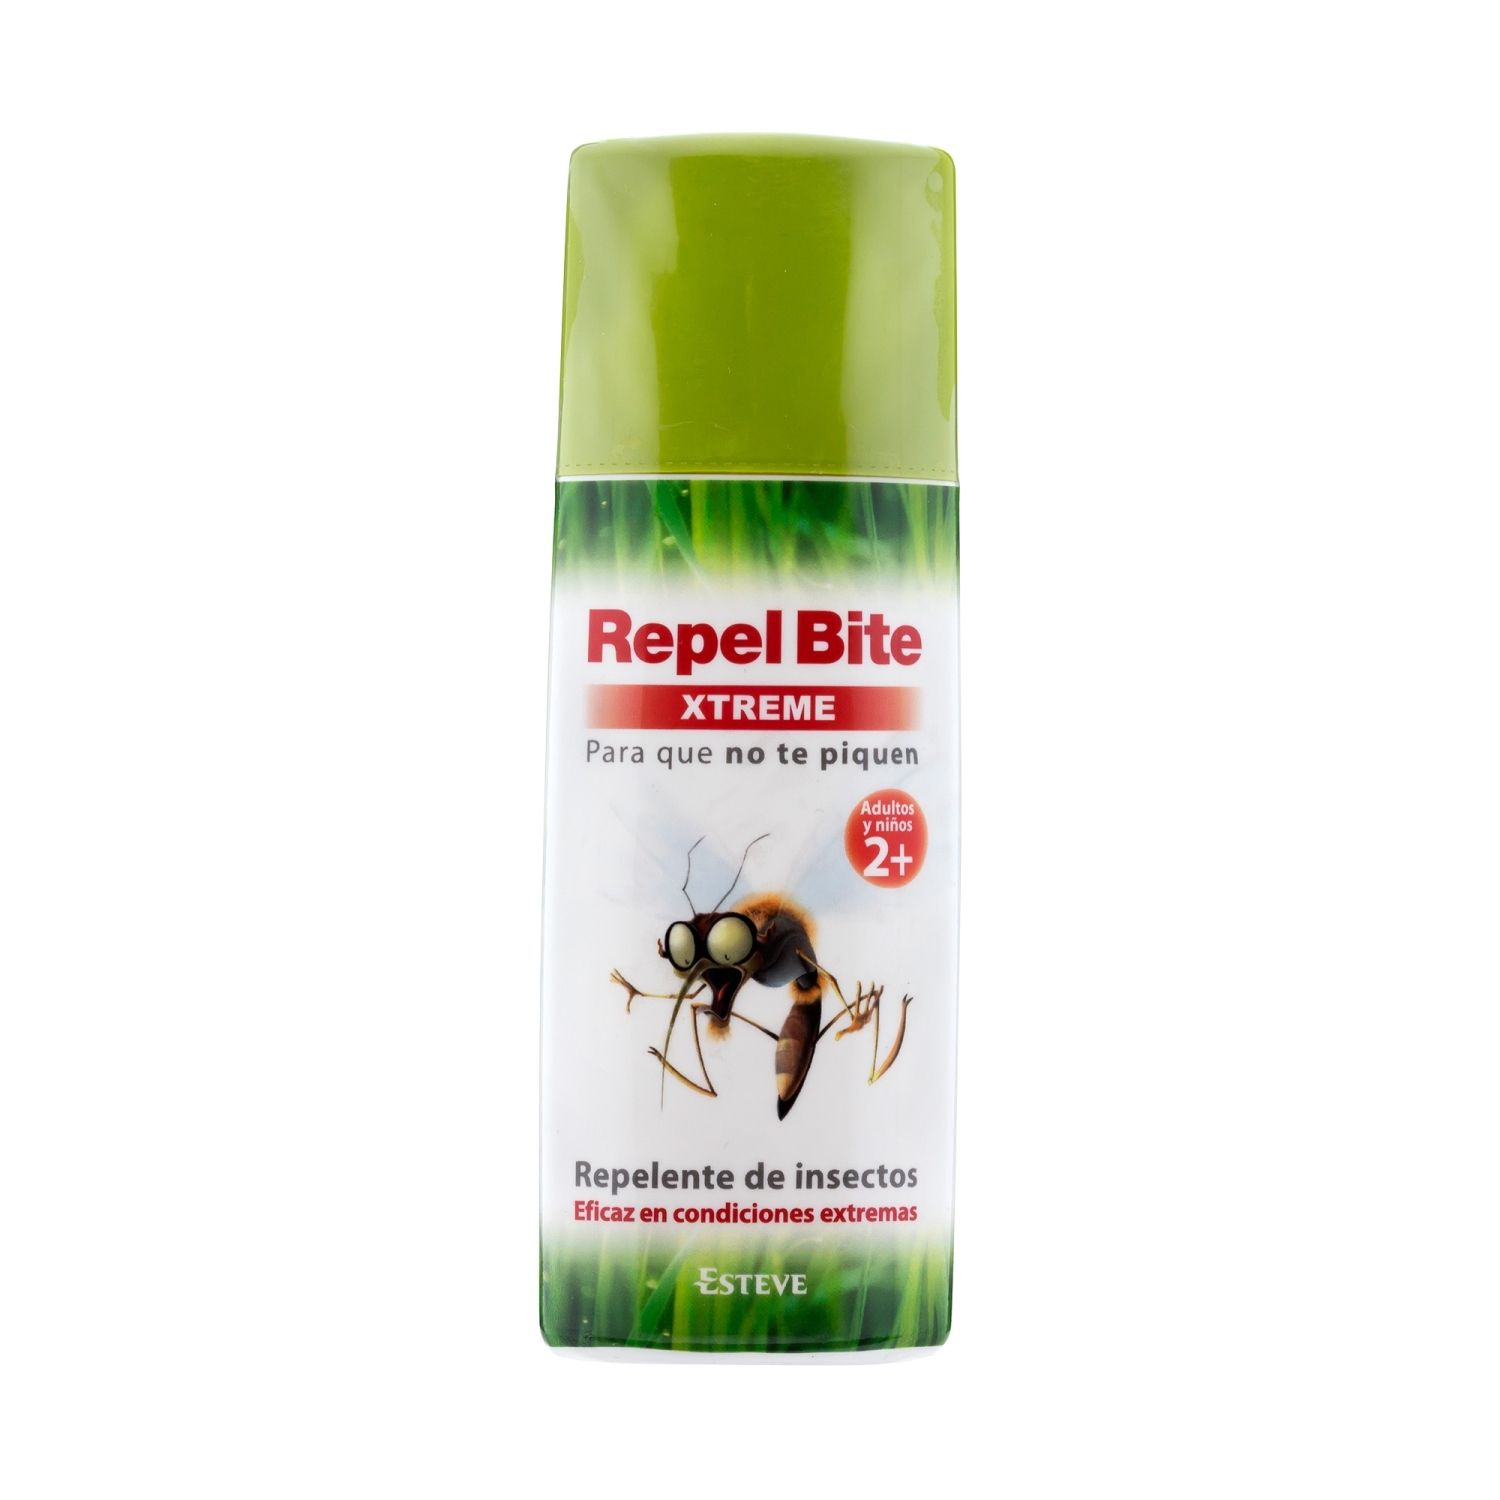 Repel Bite
XTREME
Para que no te piquen
Adultos
y niños
2+
Repelente de insectos
Eficaz en condiciones extremas
ESTEVE